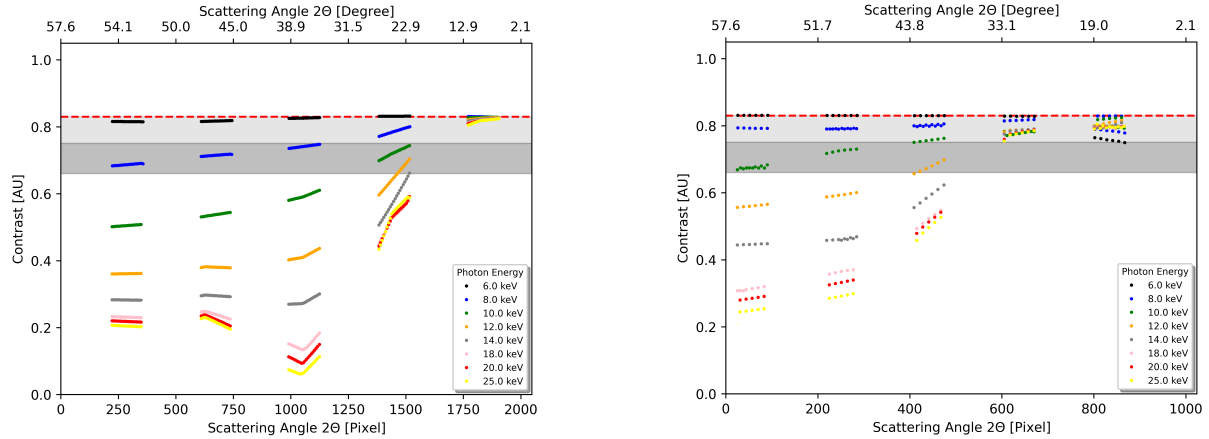 Scattering Angle 2Θ [Degree]
57.6 54.1 50.0 45.0 38.9 31.5 22.9 12.9 2.1
1.0
0.8
0.6
0.4
0.2
0.0
Contrast [AU]
Photon Energy
6.0 keV
8.0 keV
10.0 keV
12.0 keV
14.0 keV
18.0 keV
20.0 keV
25.0 keV
0 250 500 750 1000 1250 1500 1750 2000
Scattering Angle 2Θ [Pixel]
Scattering Angle 2Θ [Degree]
57.6 51.7 43.8 33.1 19.0 2.1
1.0
0.8
0.6
0.4
0.2
0.0
Contrast [AU]
Photon Energy
6.0 keV
8.0 keV
10.0 keV
12.0 keV
14.0 keV
18.0 keV
20.0 keV
25.0 keV
0 200 400 600 800 1000
Scattering Angle 2Θ [Pixel]